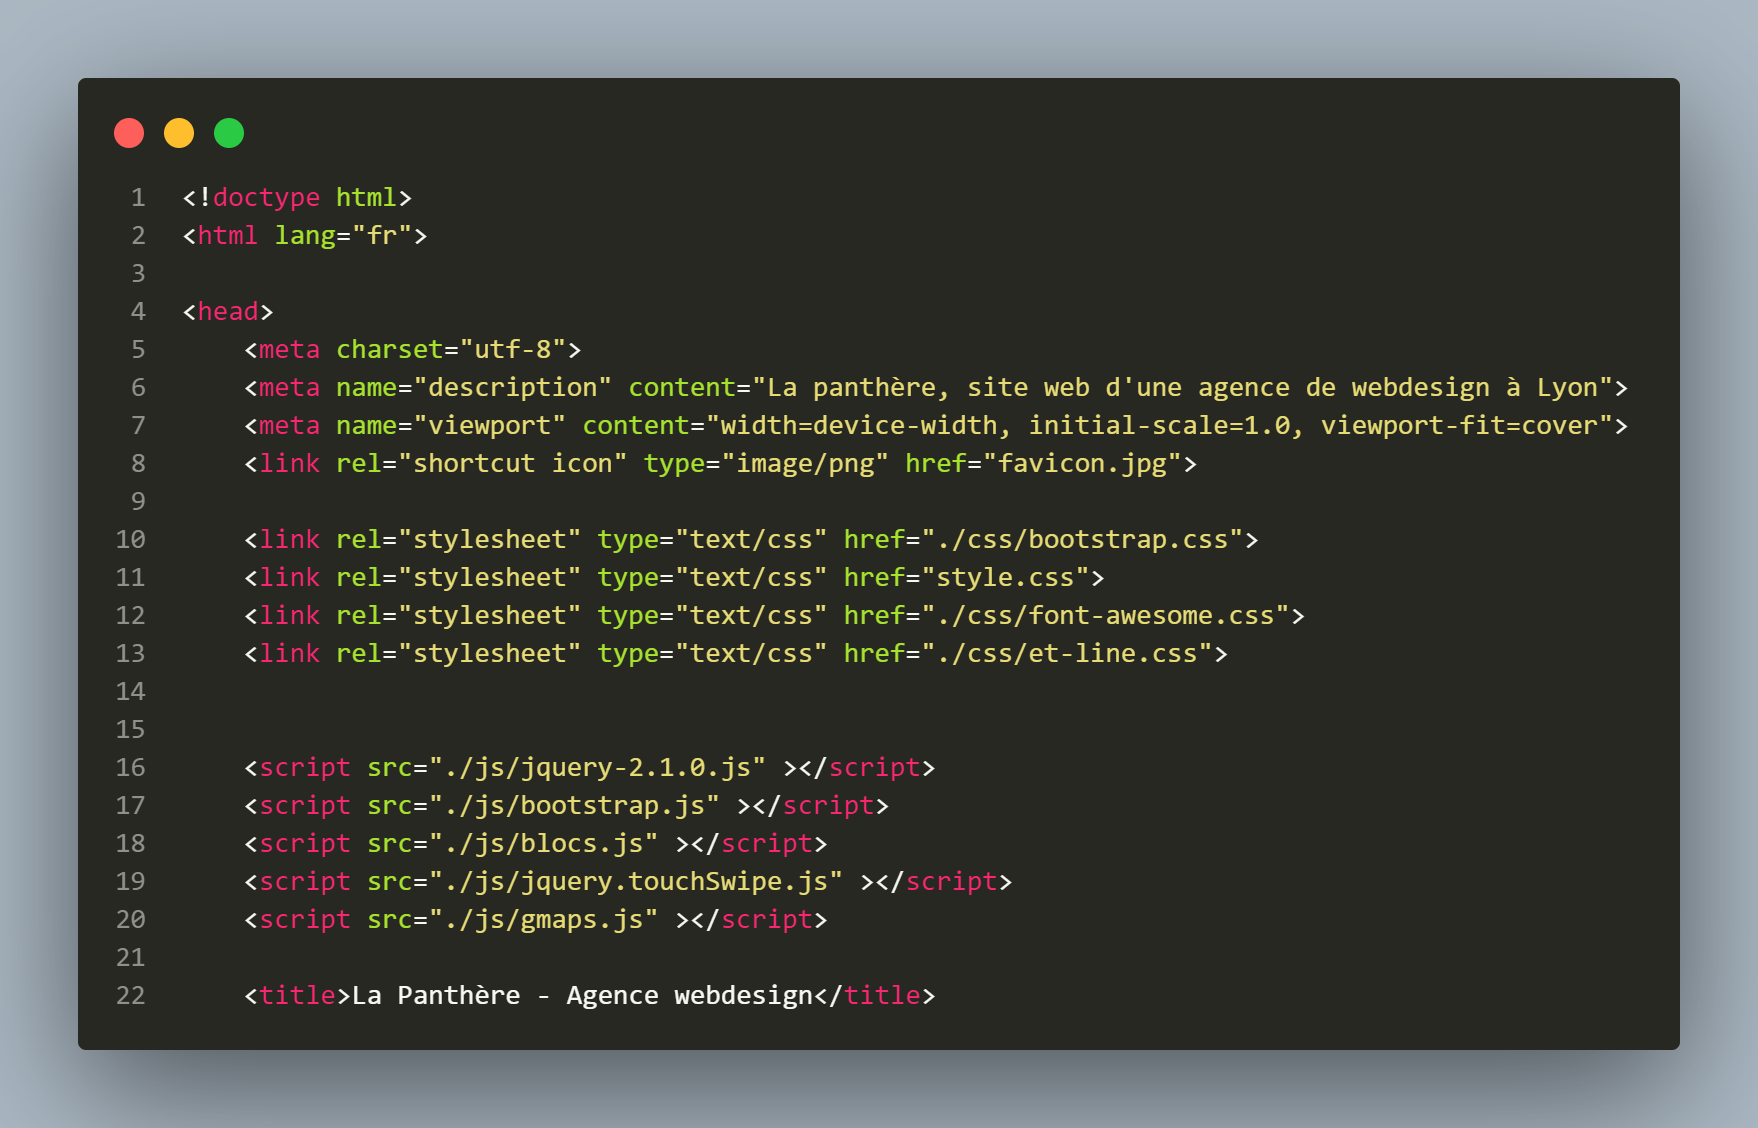 1 <!doctype html>
2 <html lang="fr">
3
4 <head>
5     <meta charset="utf-8">
6     <meta name="description" content="La panthère, site web d'une agence de webdesign à Lyon">
7     <meta name="viewport" content="width=device-width, initial-scale=1.0, viewport-fit=cover">
8     <link rel="shortcut icon" type="image/png" href="favicon.jpg">
9
10     <link rel="stylesheet" type="text/css" href="./css/bootstrap.css">
11     <link rel="stylesheet" type="text/css" href="style.css">
12     <link rel="stylesheet" type="text/css" href="./css/font-awesome.css">
13     <link rel="stylesheet" type="text/css" href="./css/et-line.css">
14
15
16     <script src="./js/jquery-2.1.0.js" ></script>
17     <script src="./js/bootstrap.js" ></script>
18     <script src="./js/blocs.js" ></script>
19     <script src="./js/jquery.touchSwipe.js" ></script>
20     <script src="./js/gmaps.js" ></script>
21
22     <title>La Panthère - Agence webdesign</title>